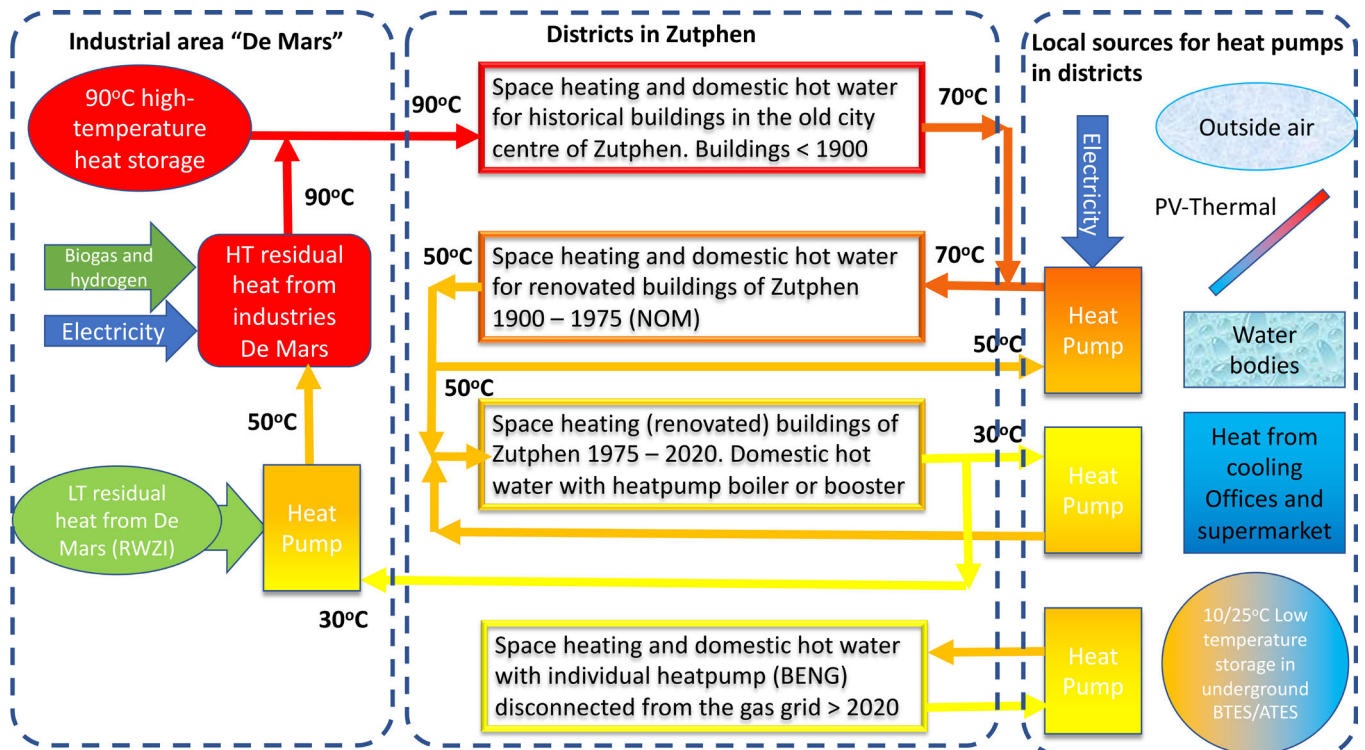 Industrial area “De Mars”
90°C high-
temperature
heat storage
90°C
Biogas and
hydrogen
Electricity
HT residual
heat from
industries
De Mars
50°C
LT residual
heat from De
Mars (RWZI)
Heat
Pump
30°C
Districts in Zutphen
90°C
Space heating and domestic hot water
for historical buildings in the old city
centre of Zutphen. Buildings < 1900
70°C
50°C
Space heating and domestic hot water
for renovated buildings of Zutphen
1900 – 1975 (NOM)
70°C
50°C
50°C
Space heating (renovated) buildings of
Zutphen 1975 – 2020. Domestic hot
water with heatpump boiler or booster
30°C
Space heating and domestic hot water
with individual heatpump (BENG)
disconnected from the gas grid > 2020
Local sources for heat pumps
in districts
Electricity
Heat
Pump
Heat
Pump
Heat
Pump
Outside air
PV-Thermal
Water
bodies
Heat from
cooling
Offices and
supermarket
10/25°C Low
temperature
storage in
underground
BTES/ATES